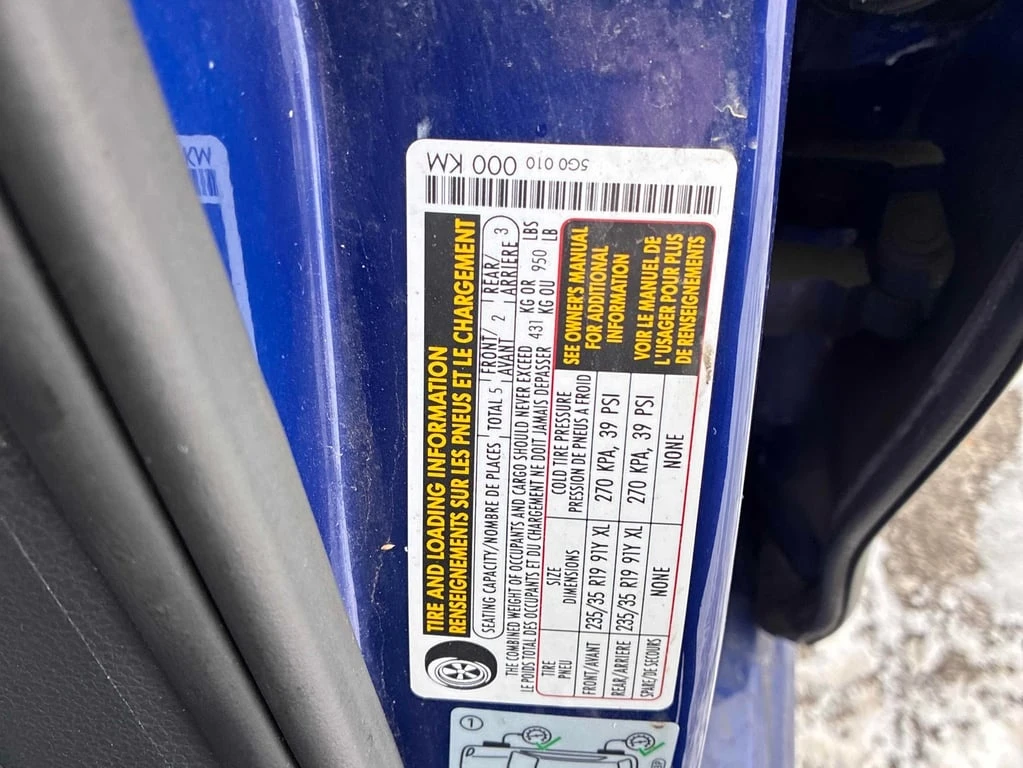 5G0 010 000 KM
TIRE AND LOADING INFORMATION
RENSEIGNEMENTS SUR LES PNEUS ET LE CHARGEMENT
SEATING CAPACITY/NOMBRE DE PLACES TOTAL 5 FRONT/AVANT 2 REAR/ARRIERE 3
THE COMBINED WEIGHT OF OCCUPANTS AND CARGO SHOULD NEVER EXCEED 431 KG OR 950 LBS
LE POIDS TOTAL DES OCCUPANTS ET DU CHARGEMENT NE DOIT JAMAIS DEPASSER 431 KG OU 950 LB
TIRE SIZE COLD TIRE PRESSURE
PNEU DIMENSIONS PRESSION DE PNEUS A FROID
FRONT/AVANT 235/35 R19 91Y XL 270 KPA, 39 PSI
REAR/ARRIERE 235/35 R19 91Y XL 270 KPA, 39 PSI
SPARE/DE SECOURS NONE NONE
SEE OWNER'S MANUAL
FOR ADDITIONAL
INFORMATION
VOIR LE MANUEL DE
L'USAGER POUR PLUS
DE RENSEIGNEMENTS
KW
1